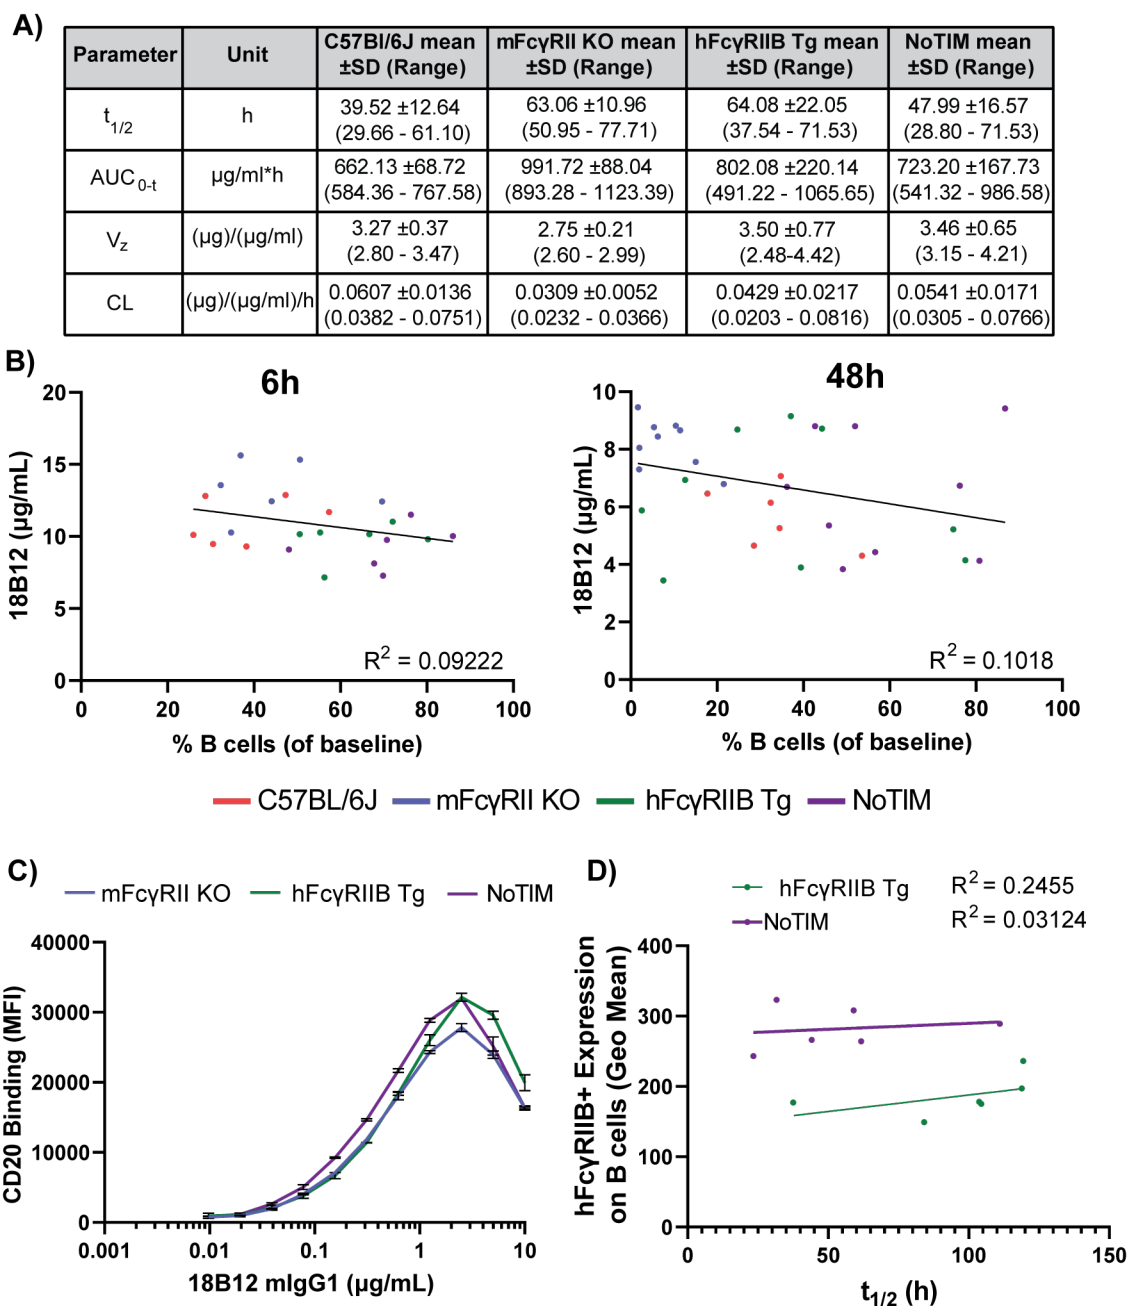 A)
Parameter Unit C57Bl/6J mean ±SD (Range) mFcγRII KO mean ±SD (Range) hFcγRIIB Tg mean ±SD (Range) NoTIM mean ±SD (Range)
t1/2 h 39.52 ±12.64 (29.66 - 61.10) 63.06 ±10.96 (50.95 - 77.71) 64.08 ±22.05 (37.54 - 71.53) 47.99 ±16.57 (28.80 - 71.53)
AUC0-t µg/ml*h 662.13 ±68.72 (584.36 - 767.58) 991.72 ±88.04 (893.28 - 1123.39) 802.08 ±220.14 (491.22 - 1065.65) 723.20 ±167.73 (541.32 - 986.58)
Vz (µg)/(µg/ml) 3.27 ±0.37 (2.80 - 3.47) 2.75 ±0.21 (2.60 - 2.99) 3.50 ±0.77 (2.48-4.42) 3.46 ±0.65 (3.15 - 4.21)
CL (µg)/(µg/ml)/h 0.0607 ±0.0136 (0.0382 - 0.0751) 0.0309 ±0.0052 (0.0232 - 0.0366) 0.0429 ±0.0217 (0.0203 - 0.0816) 0.0541 ±0.0171 (0.0305 - 0.0766)
B)
6h
18B12 (µg/mL)
20
15
10
5
0
0 20 40 60 80 100
R2 = 0.09222
% B cells (of baseline)
48h
18B12 (µg/mL)
10
8
6
4
2
0
0 20 40 60 80 100
R2 = 0.1018
% B cells (of baseline)
C57BL/6J mFcγRII KO hFcγRIIB Tg NoTIM
C)
mFcγRII KO hFcγRIIB Tg NoTIM
CD20 Binding (MFI)
40000
30000
20000
10000
0
0.001 0.01 0.1 1 10
18B12 mIgG1 (µg/mL)
D)
hFcγRIIB Tg R2 = 0.2455
NoTIM R2 = 0.03124
hFcγRIIB+ Expression
on B cells (Geo Mean)
400
300
200
100
0
0 50 100 150
t1/2 (h)